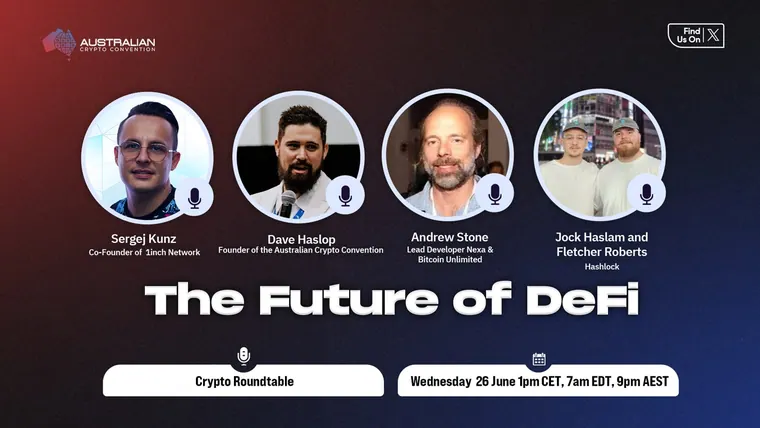 AUSTRALIAN
CRYPTO CONVENTION
Find
Us On
X
Sergej Kunz
Co-Founder of 1inch Network
Dave Haslop
Founder of the Australian Crypto Convention
Andrew Stone
Lead Developer Nexa &
Bitcoin Unlimited
Jock Haslam and
Fletcher Roberts
Hashlock
The Future of DeFi
Crypto Roundtable
Wednesday 26 June 1pm CET, 7am EDT, 9pm AEST